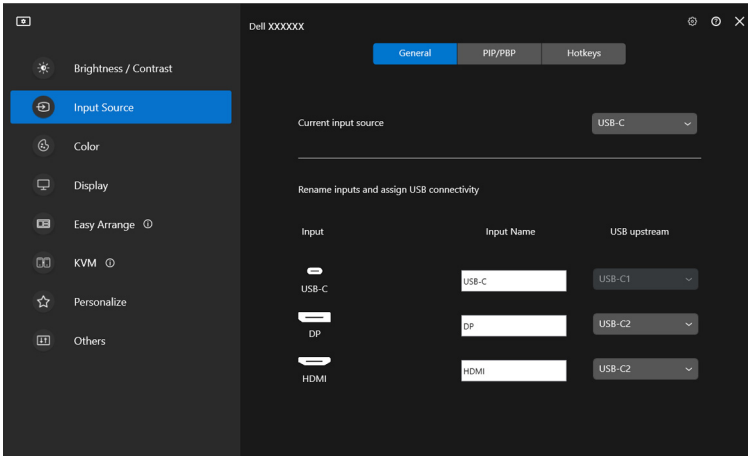 Dell XXXXXX
General PIP/PBP Hotkeys
Brightness / Contrast
Input Source
Color
Display
Easy Arrange
KVM
Personalize
Others
Current input source USB-C
Rename inputs and assign USB connectivity
Input Input Name USB upstream
USB-C USB-C USB-C1
DP DP USB-C2
HDMI HDMI USB-C2